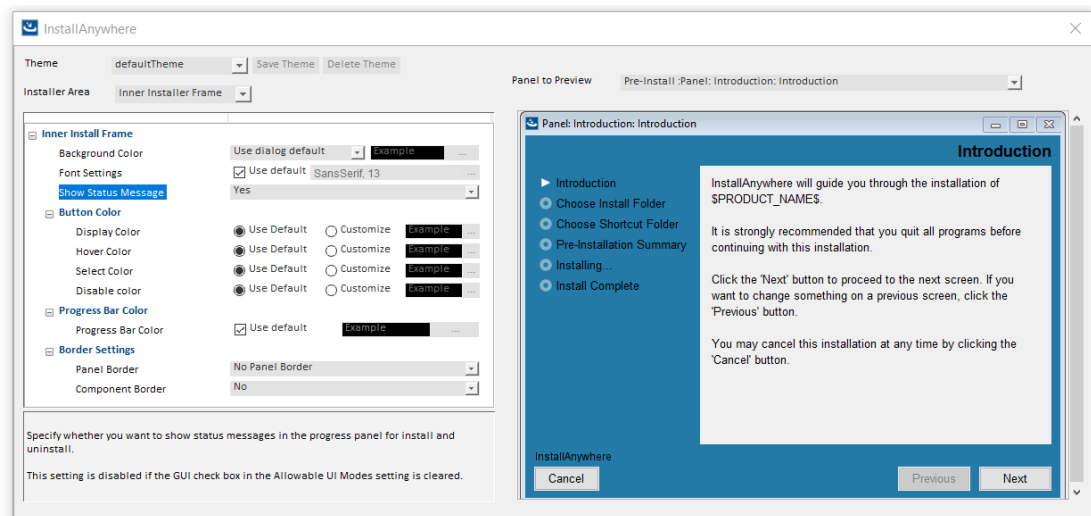 InstallAnywhere
Theme defaultTheme Save Theme Delete Theme
Installer Area Inner Installer Frame
Inner Install Frame
Background Color Use dialog default Example ...
Font Settings Use default SansSerif, 13 ...
Show Status Message Yes
Button Color
Display Color Use Default Customize Example ...
Hover Color Use Default Customize Example ...
Select Color Use Default Customize Example ...
Disable color Use Default Customize Example ...
Progress Bar Color
Progress Bar Color Use default Example ...
Border Settings
Panel Border No Panel Border
Component Border No
Specify whether you want to show status messages in the progress panel for install and
uninstall.
This setting is disabled if the GUI check box in the Allowable UI Modes setting is cleared.
Panel to Preview Pre-Install :Panel: Introduction: Introduction
Panel: Introduction: Introduction
Introduction
Introduction
Choose Install Folder
Choose Shortcut Folder
Pre-Installation Summary
Installing...
Install Complete
InstallAnywhere will guide you through the installation of
$PRODUCT_NAME$.
It is strongly recommended that you quit all programs before
continuing with this installation.
Click the 'Next' button to proceed to the next screen. If you
want to change something on a previous screen, click the
'Previous' button.
You may cancel this installation at any time by clicking the
'Cancel' button.
InstallAnywhere
Cancel Previous Next